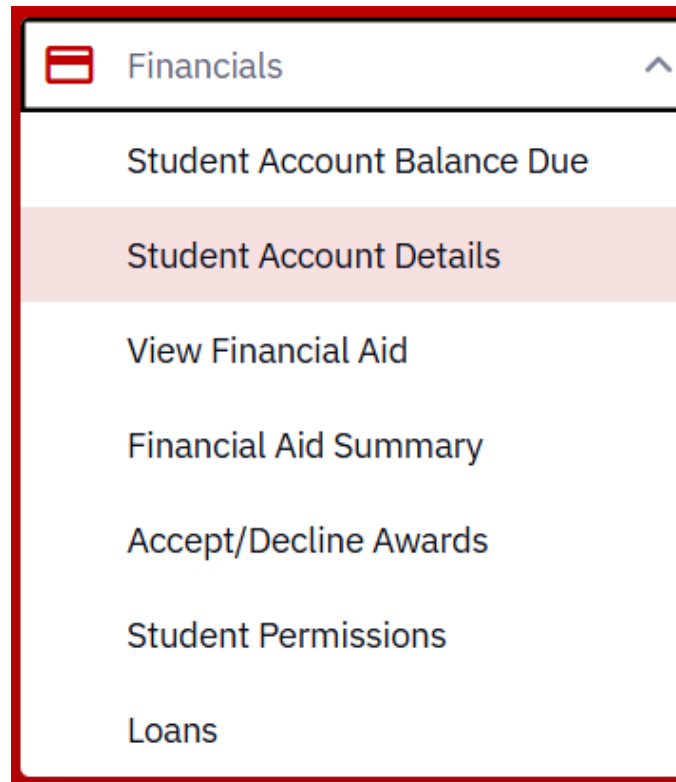 Financials
Student Account Balance Due
Student Account Details
View Financial Aid
Financial Aid Summary
Accept/Decline Awards
Student Permissions
Loans